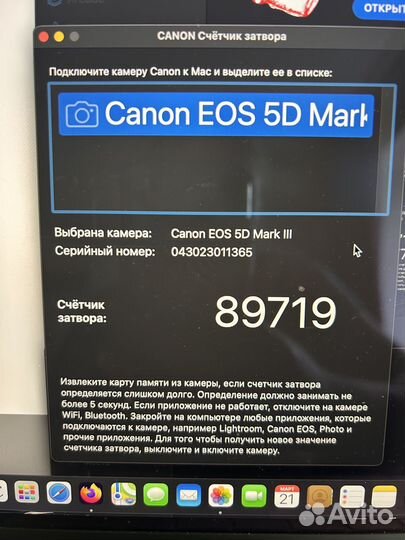 ОТКРЫТ
CANON Счётчик затвора
Подключите камеру Canon к Mac и выделите ее в списке:
Canon EOS 5D Mark
Выбрана камера: Canon EOS 5D Mark III
Серийный номер: 043023011365
Счётчик
затвора:
89719
Извлеките карту памяти из камеры, если счетчик затвора
определяется слишком долго. Определение должно занимать не
более 5 секунд. Если приложение не работает, отключите на камере
WiFi, Bluetooth. Закройте на компьютере любые приложения, которые
подключаются к камере, например Lightroom, Canon EOS, Photo и
прочие приложения. Для того чтобы получить новое значение
счетчика затвора, выключите и включите камеру.
МАРТ
21
Avito